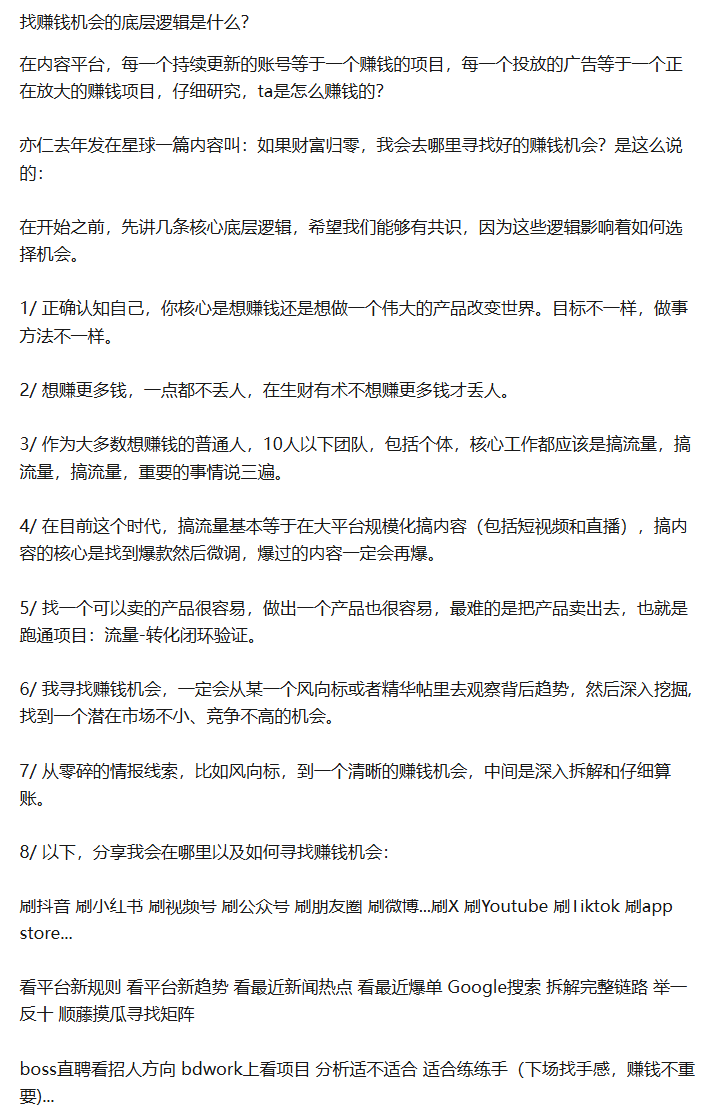 找赚钱机会的底层逻辑是什么?
在内容平台，每一个持续更新的账号等于一个赚钱的项目，每一个投放的广告等于一个正
在放大的赚钱项目，仔细研究，ta是怎么赚钱的?
亦仁去年发在星球一篇内容叫：如果财富归零，我会去哪里寻找好的赚钱机会？是这么说
的：
在开始之前，先讲几条核心底层逻辑，希望我们能够有共识，因为这些逻辑影响着如何选
择机会。
1/ 正确认知自己，你核心是想赚钱还是想做一个伟大的产品改变世界。目标不一样，做事
方法不一样。
2/ 想赚更多钱，一点都不丢人，在生财有术不想赚更多钱才丢人。
3/ 作为大多数想赚钱的普通人，10人以下团队，包括个体，核心工作都应该是搞流量，搞
流量，搞流量，重要的事情说三遍。
4/ 在目前这个时代，搞流量基本等于在大平台规模化搞内容（包括短视频和直播），搞内
容的核心是找到爆款然后微调，爆过的内容一定会再爆。
5/ 找一个可以卖的产品很容易，做出一个产品也很容易，最难的是把产品卖出去，也就是
跑通项目：流量-转化闭环验证。
6/ 我寻找赚钱机会，一定会从某一个风向标或者精华帖里去观察背后趋势，然后深入挖掘,
找到一个潜在市场不小、竞争不高的机会。
7/ 从零碎的情报线索，比如风向标，到一个清晰的赚钱机会，中间是深入拆解和仔细算
账。
8/ 以下，分享我会在哪里以及如何寻找赚钱机会：
刷抖音 刷小红书 刷视频号 刷公众号 刷朋友圈 刷微博...刷X 刷Youtube 刷Tiktok 刷app
store...
看平台新规则 看平台新趋势 看最近新闻热点 看最近爆单 Google搜索 拆解完整链路 举一
反十 顺藤摸瓜寻找矩阵
boss直聘看招人方向 bdwork上看项目 分析适不适合 适合练练手（下场找手感，赚钱不重
要)...